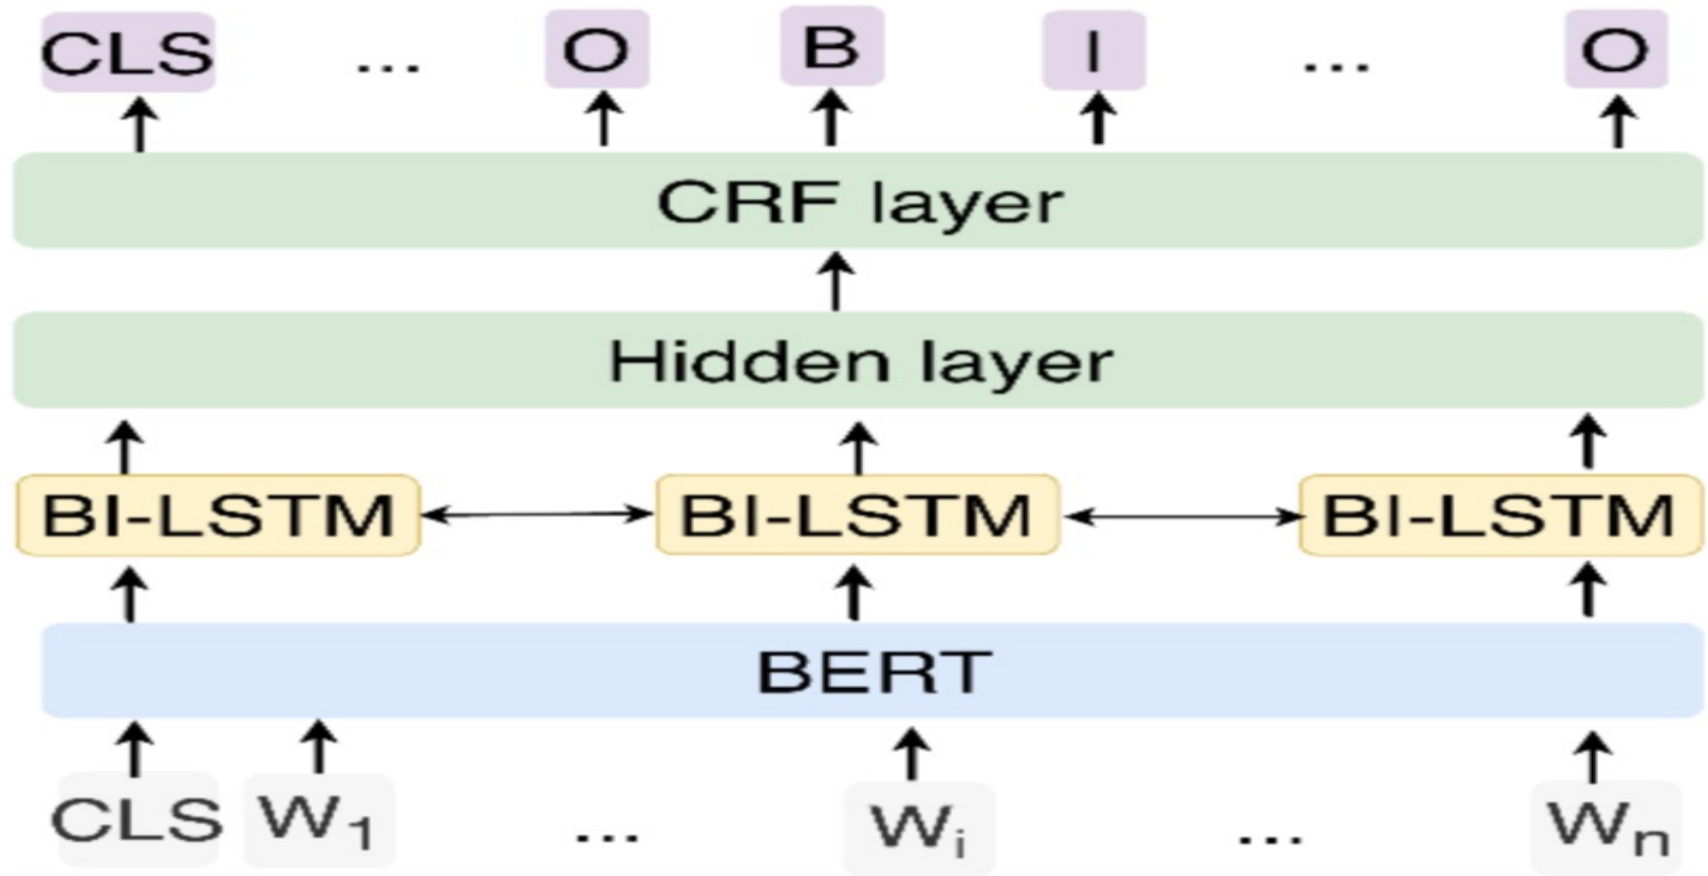 CLS ... O B I ... O
CRF layer
Hidden layer
BI-LSTM BI-LSTM BI-LSTM
BERT
CLS W₁ ... Wᵢ ... Wₙ